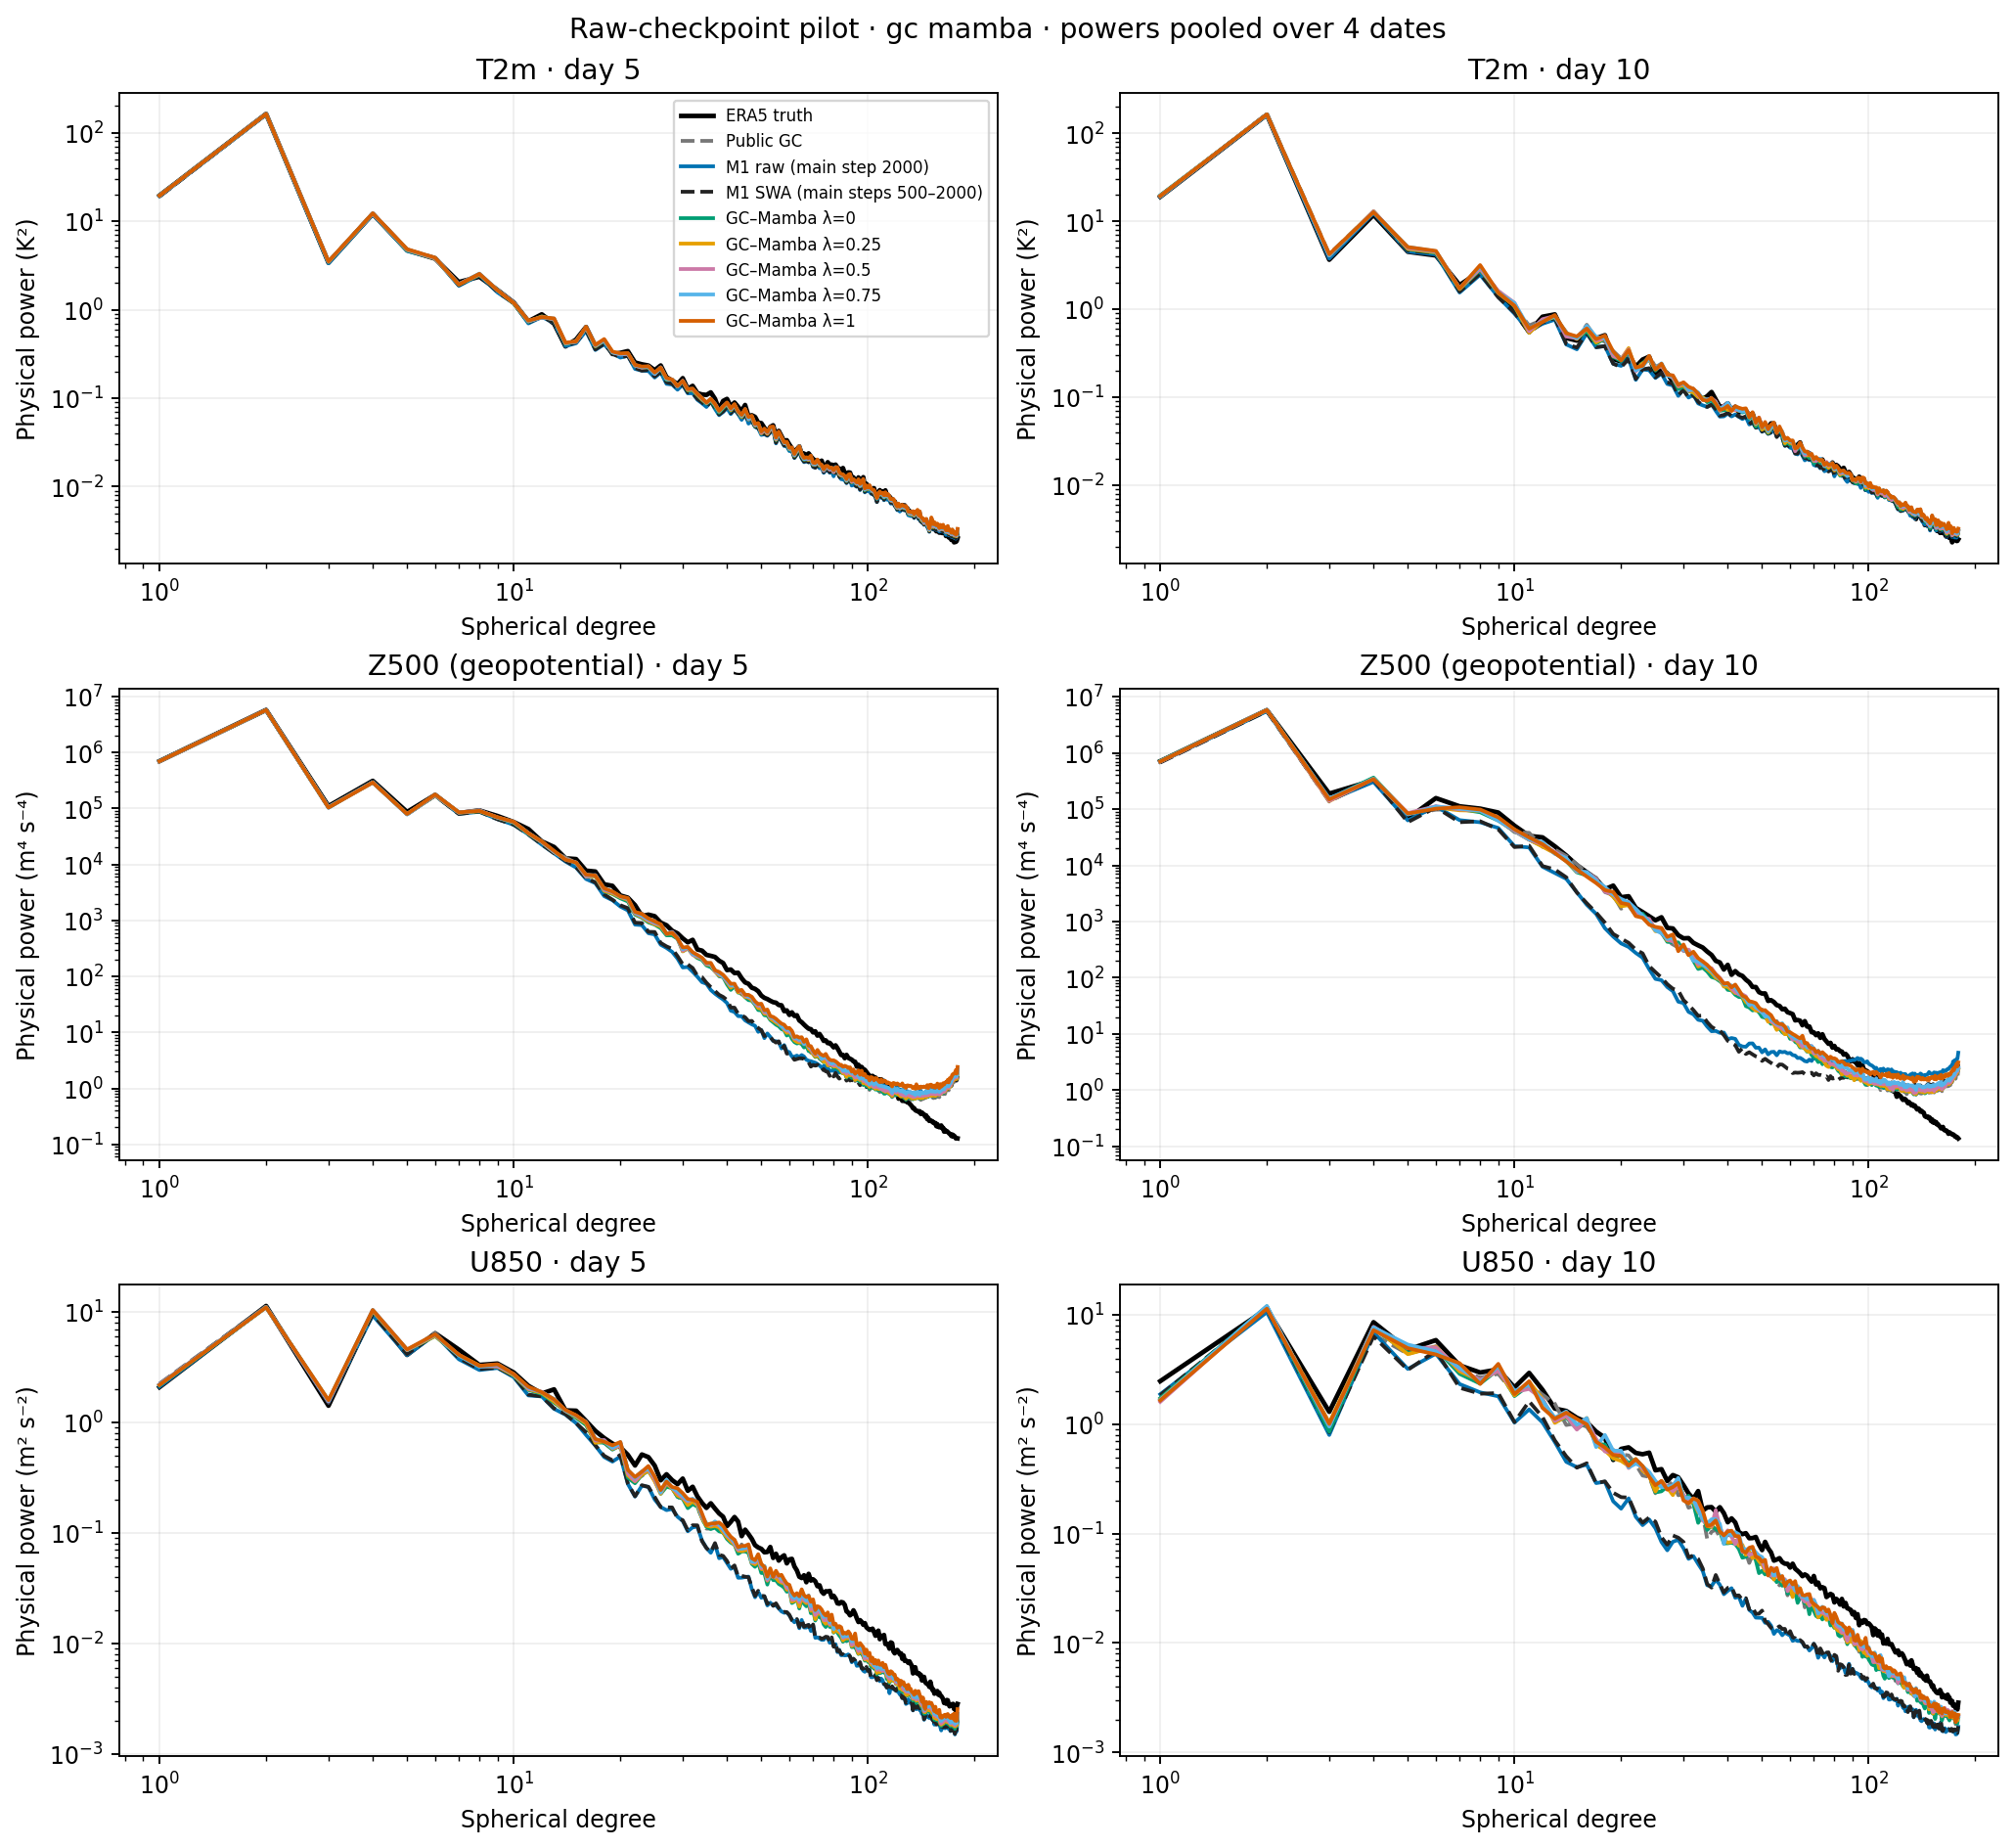 Raw-checkpoint pilot · gc mamba · powers pooled over 4 dates
T2m · day 5
Physical power (K²)
10²
10¹
10⁰
10⁻¹
10⁻²
ERA5 truth
Public GC
M1 raw (main step 2000)
M1 SWA (main steps 500–2000)
GC–Mamba λ=0
GC–Mamba λ=0.25
GC–Mamba λ=0.5
GC–Mamba λ=0.75
GC–Mamba λ=1
10⁰ 10¹ 10²
Spherical degree
T2m · day 10
Physical power (K²)
10²
10¹
10⁰
10⁻¹
10⁻²
10⁰ 10¹ 10²
Spherical degree
Z500 (geopotential) · day 5
Physical power (m⁴ s⁻⁴)
10⁷
10⁶
10⁵
10⁴
10³
10²
10¹
10⁰
10⁻¹
10⁰ 10¹ 10²
Spherical degree
Z500 (geopotential) · day 10
Physical power (m⁴ s⁻⁴)
10⁷
10⁶
10⁵
10⁴
10³
10²
10¹
10⁰
10⁻¹
10⁰ 10¹ 10²
Spherical degree
U850 · day 5
Physical power (m² s⁻²)
10¹
10⁰
10⁻¹
10⁻²
10⁻³
10⁰ 10¹ 10²
Spherical degree
U850 · day 10
Physical power (m² s⁻²)
10¹
10⁰
10⁻¹
10⁻²
10⁻³
10⁰ 10¹ 10²
Spherical degree